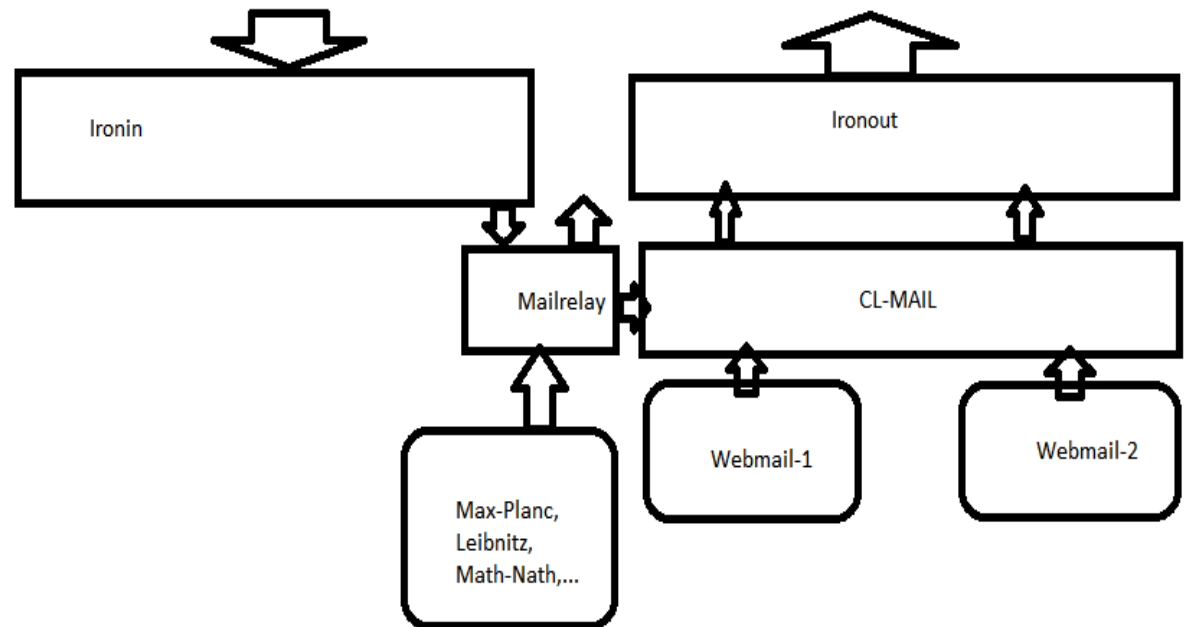 Ironin
Ironout
Mailrelay
CL-MAIL
Webmail-1
Webmail-2
Max-Planc,
Leibnitz,
Math-Nath,...